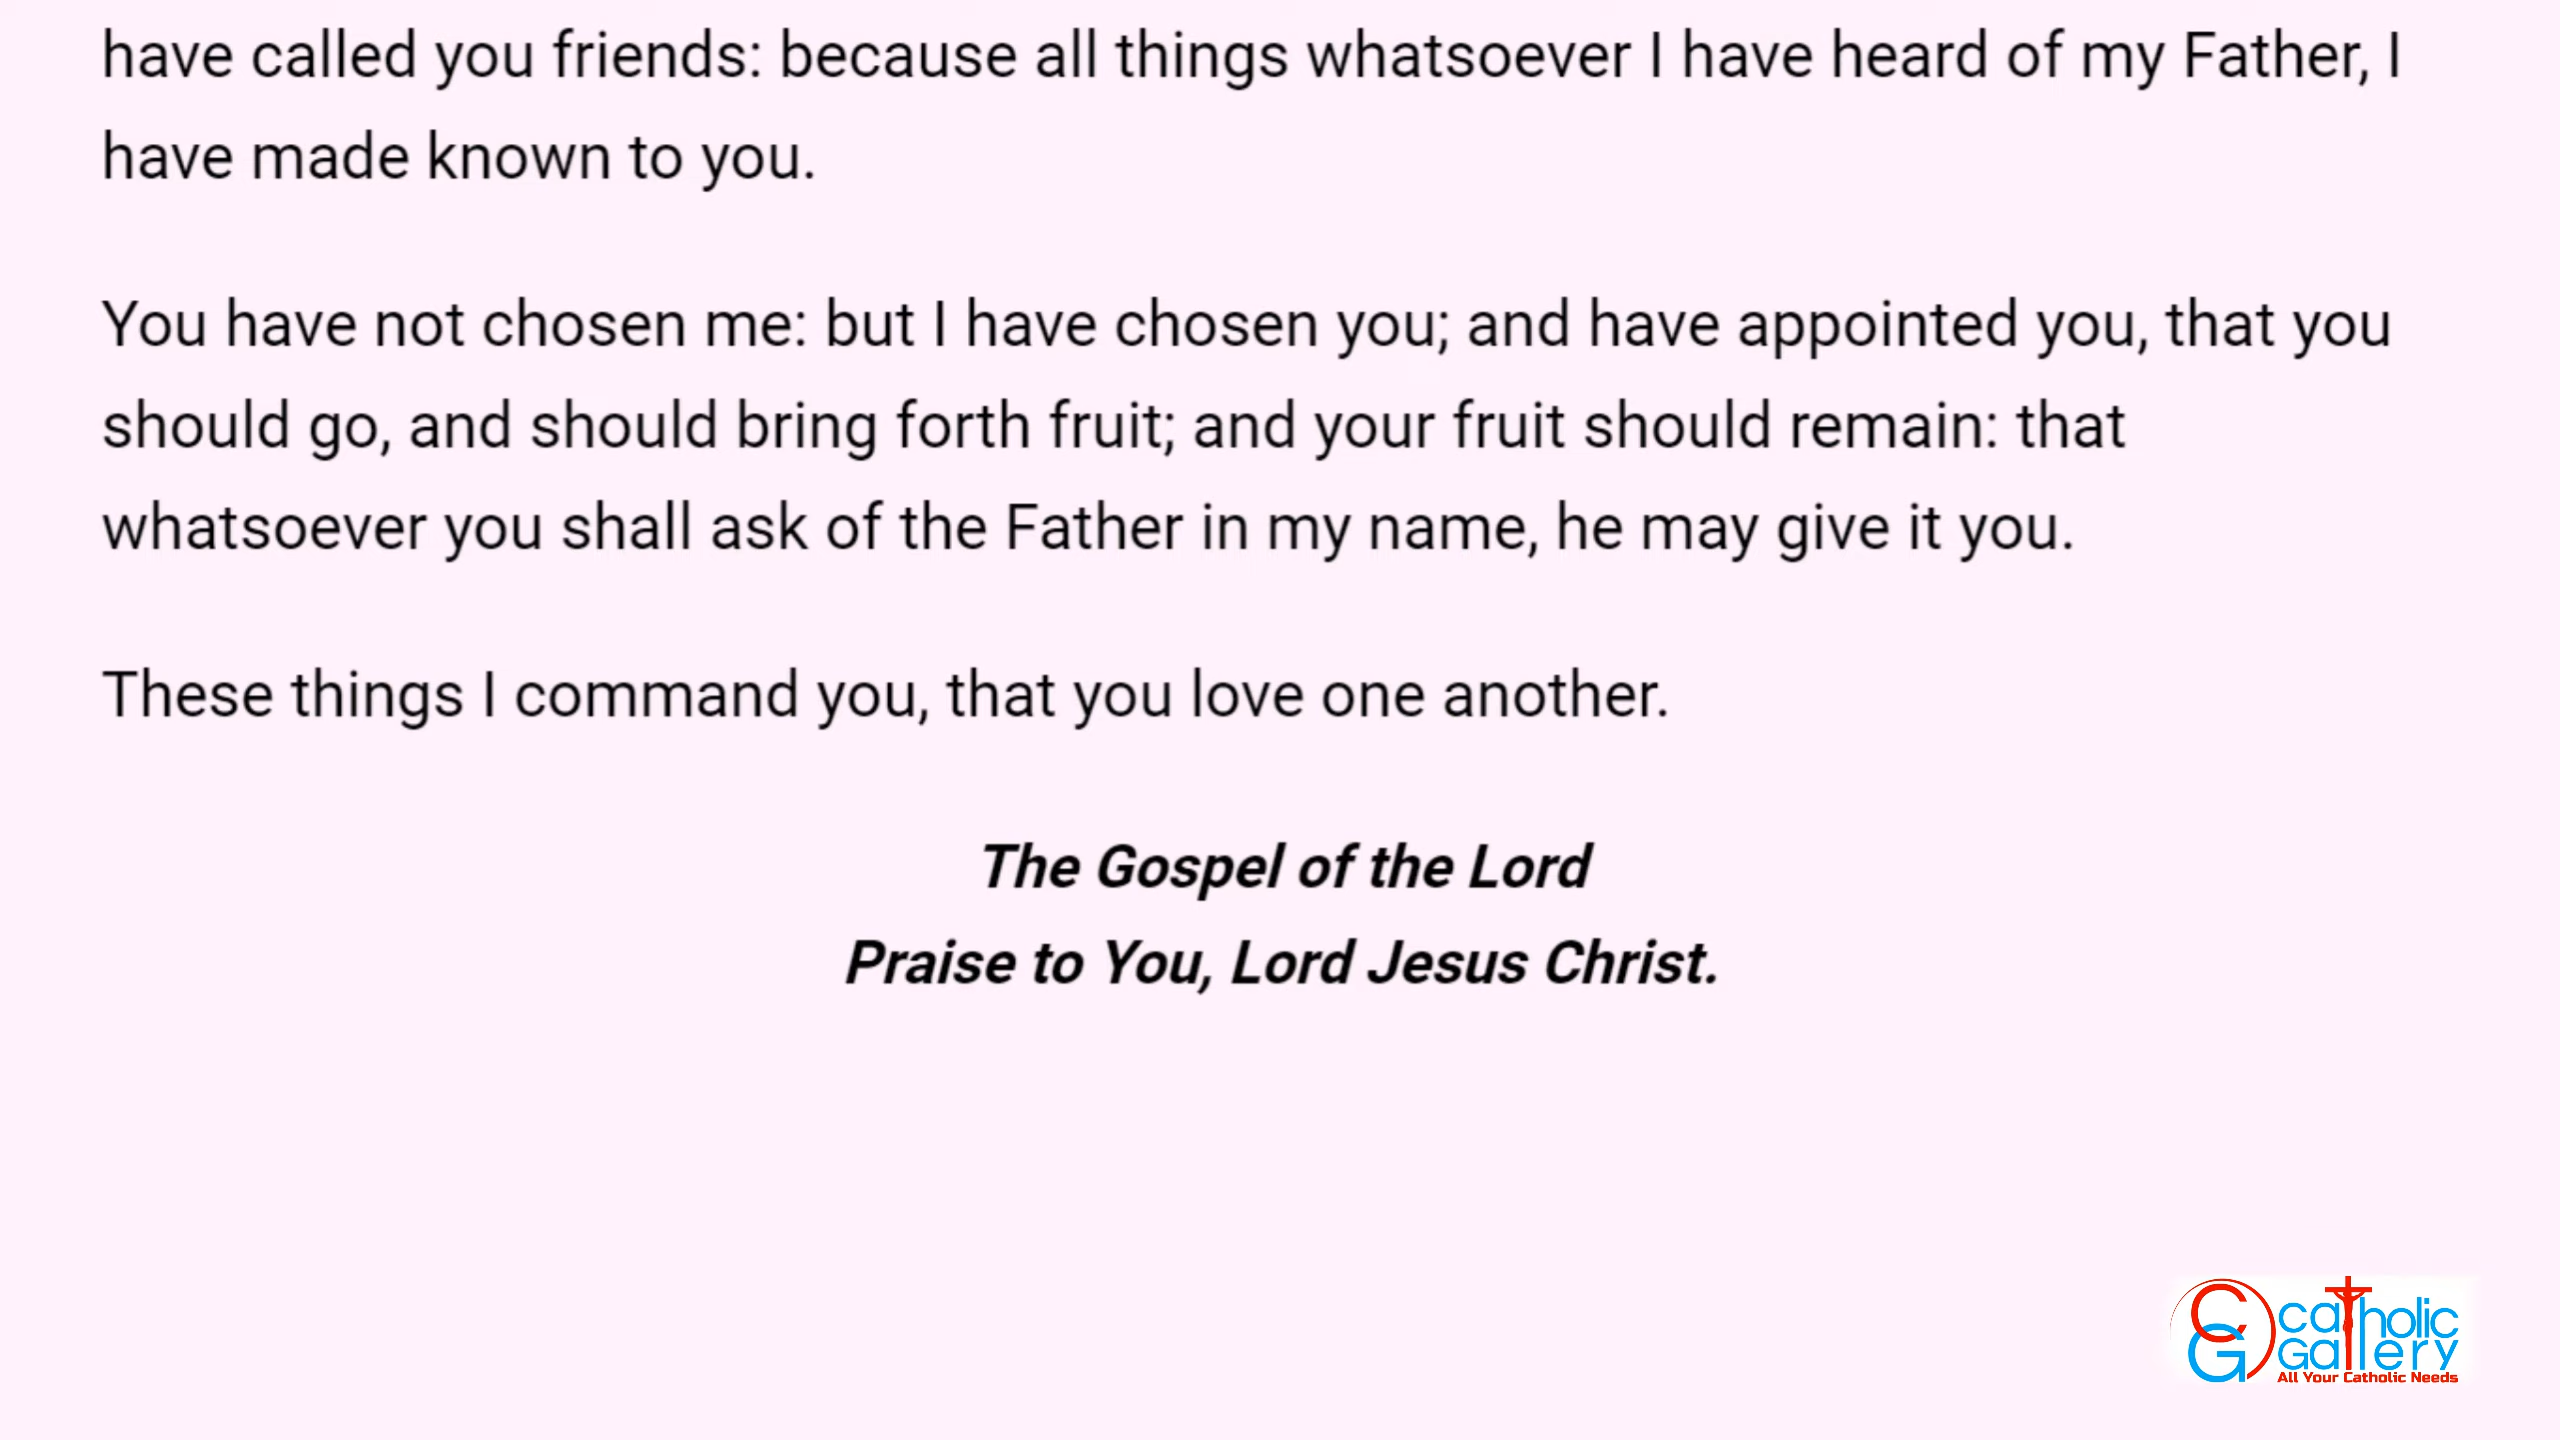 have called you friends: because all things whatsoever I have heard of my Father, I
have made known to you.
You have not chosen me: but I have chosen you; and have appointed you, that you
should go, and should bring forth fruit; and your fruit should remain: that
whatsoever you shall ask of the Father in my name, he may give it you.
These things I command you, that you love one another.
The Gospel of the Lord
Praise to You, Lord Jesus Christ.
CG
catholic
Gallery
All Your Catholic Needs